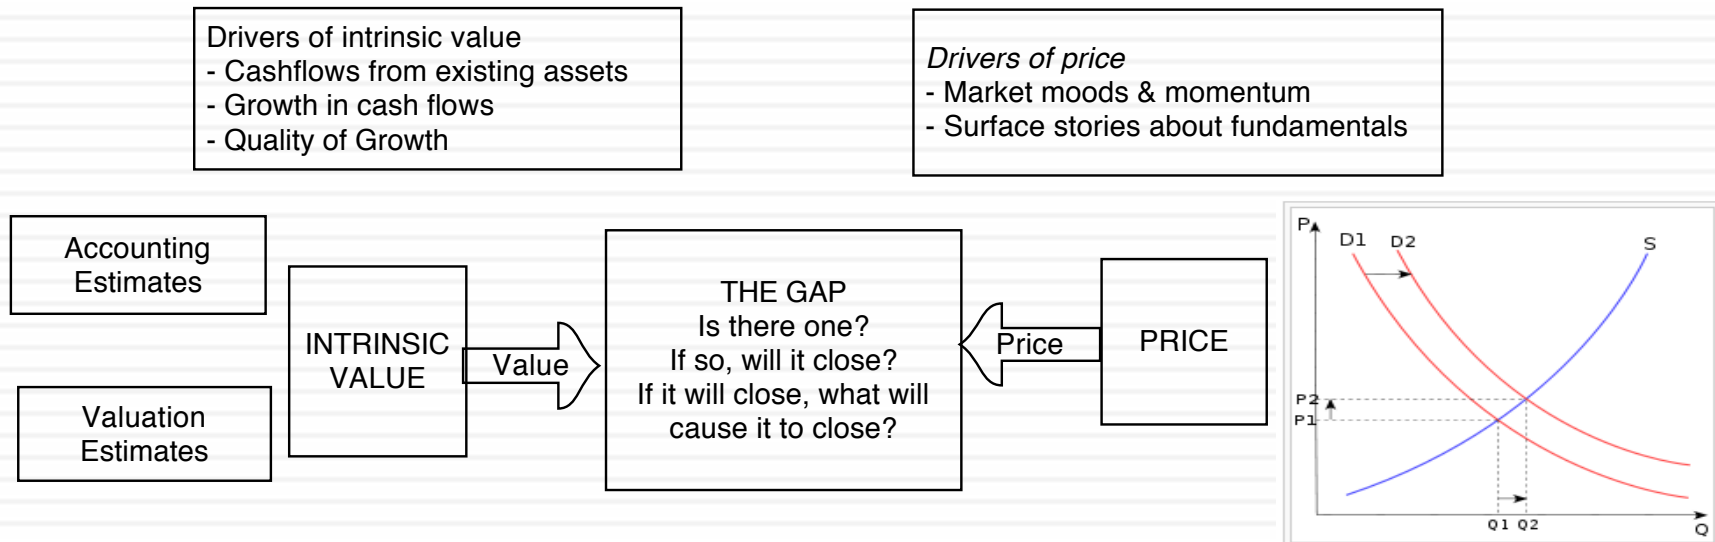 Drivers of intrinsic value
- Cashflows from existing assets
- Growth in cash flows
- Quality of Growth
Drivers of price
- Market moods & momentum
- Surface stories about fundamentals
Accounting
Estimates
Valuation
Estimates
INTRINSIC
VALUE
Value
THE GAP
Is there one?
If so, will it close?
If it will close, what will
cause it to close?
Price
PRICE
P
D1
D2
S
P2
P1
Q1
Q2
Q